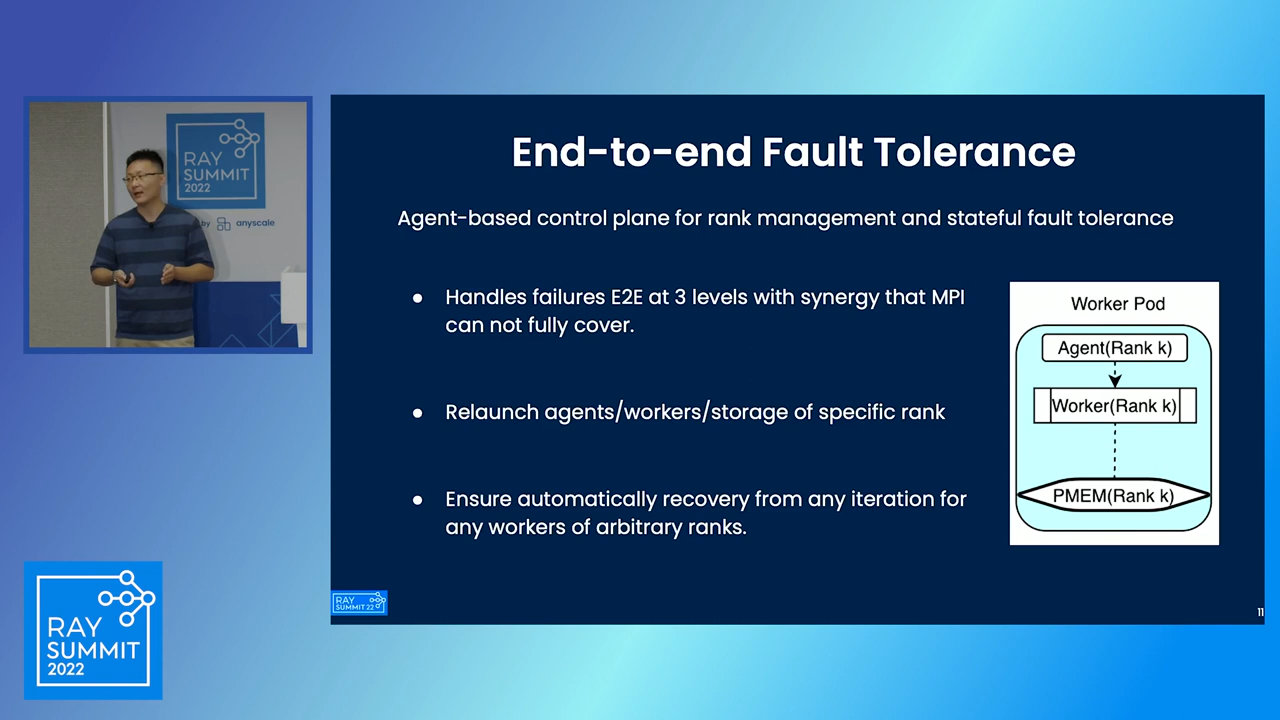 RAY
SUMMIT
2022
by anyscale
End-to-end Fault Tolerance
Agent-based control plane for rank management and stateful fault tolerance
● Handles failures E2E at 3 levels with synergy that MPI
can not fully cover.
● Relaunch agents/workers/storage of specific rank
● Ensure automatically recovery from any iteration for
any workers of arbitrary ranks.
Worker Pod
Agent(Rank k)
Worker(Rank k)
PMEM(Rank k)
RAY
SUMMIT 22
11
RAY
SUMMIT
2022